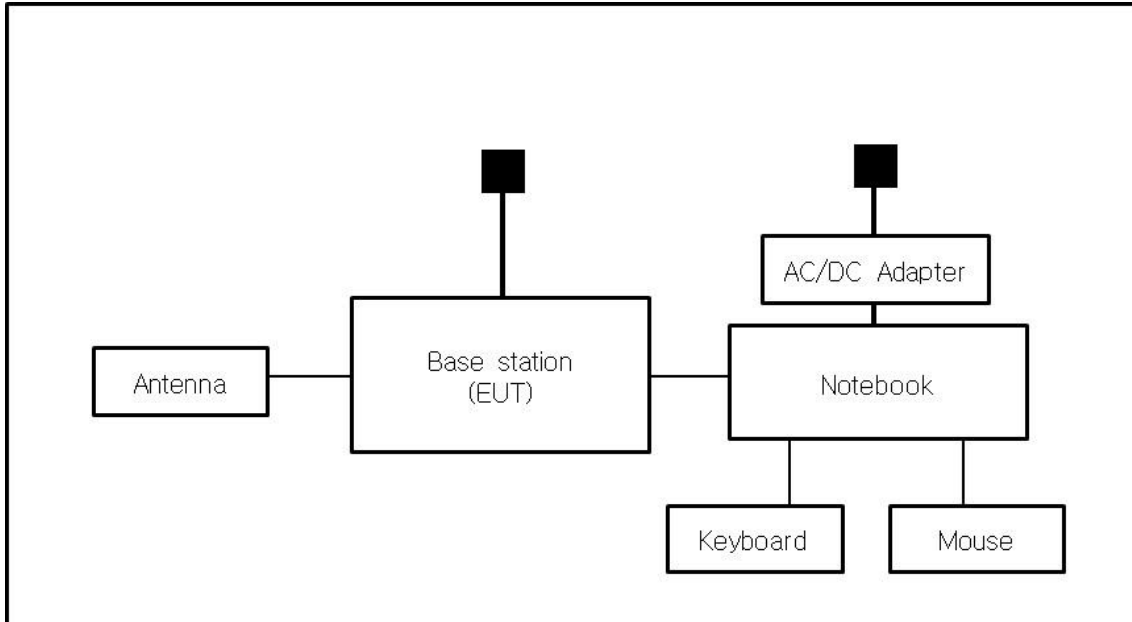 AC/DC Adapter
Base station
(EUT)
Antenna
Notebook
Keyboard
Mouse